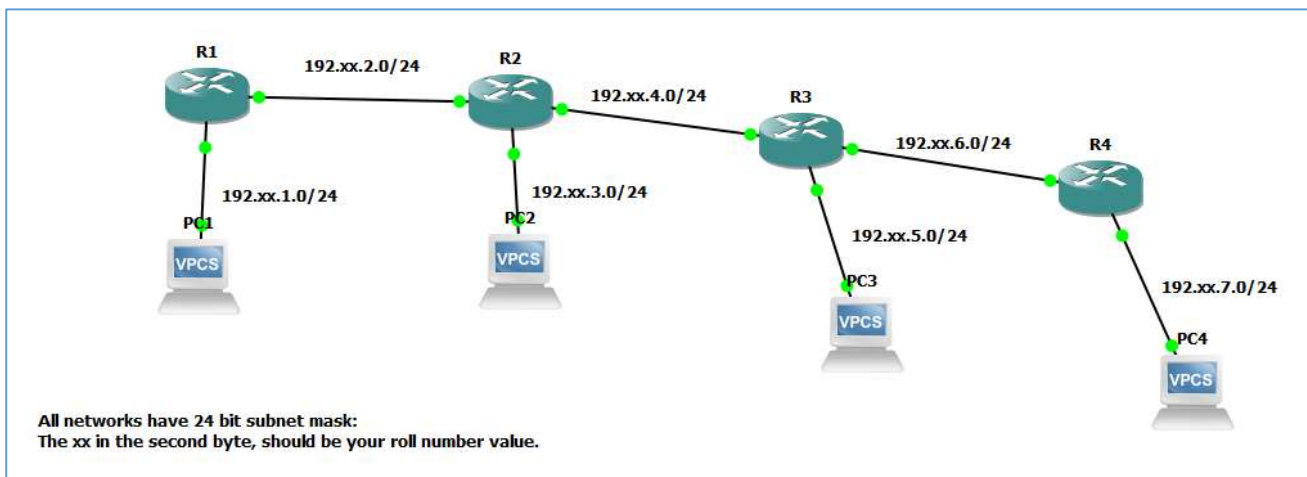 R1
192.xx.2.0/24
R2
192.xx.4.0/24
R3
192.xx.6.0/24
R4
192.xx.1.0/24
PC1
VPCS
192.xx.3.0/24
PC2
VPCS
192.xx.5.0/24
PC3
VPCS
192.xx.7.0/24
PC4
VPCS
All networks have 24 bit subnet mask:
The xx in the second byte, should be your roll number value.